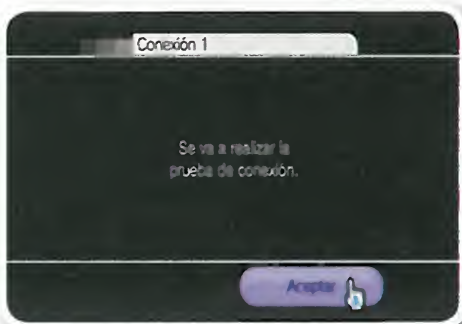 Conexión 1
Se va a realizar la
prueba de conexión.
Aceptar